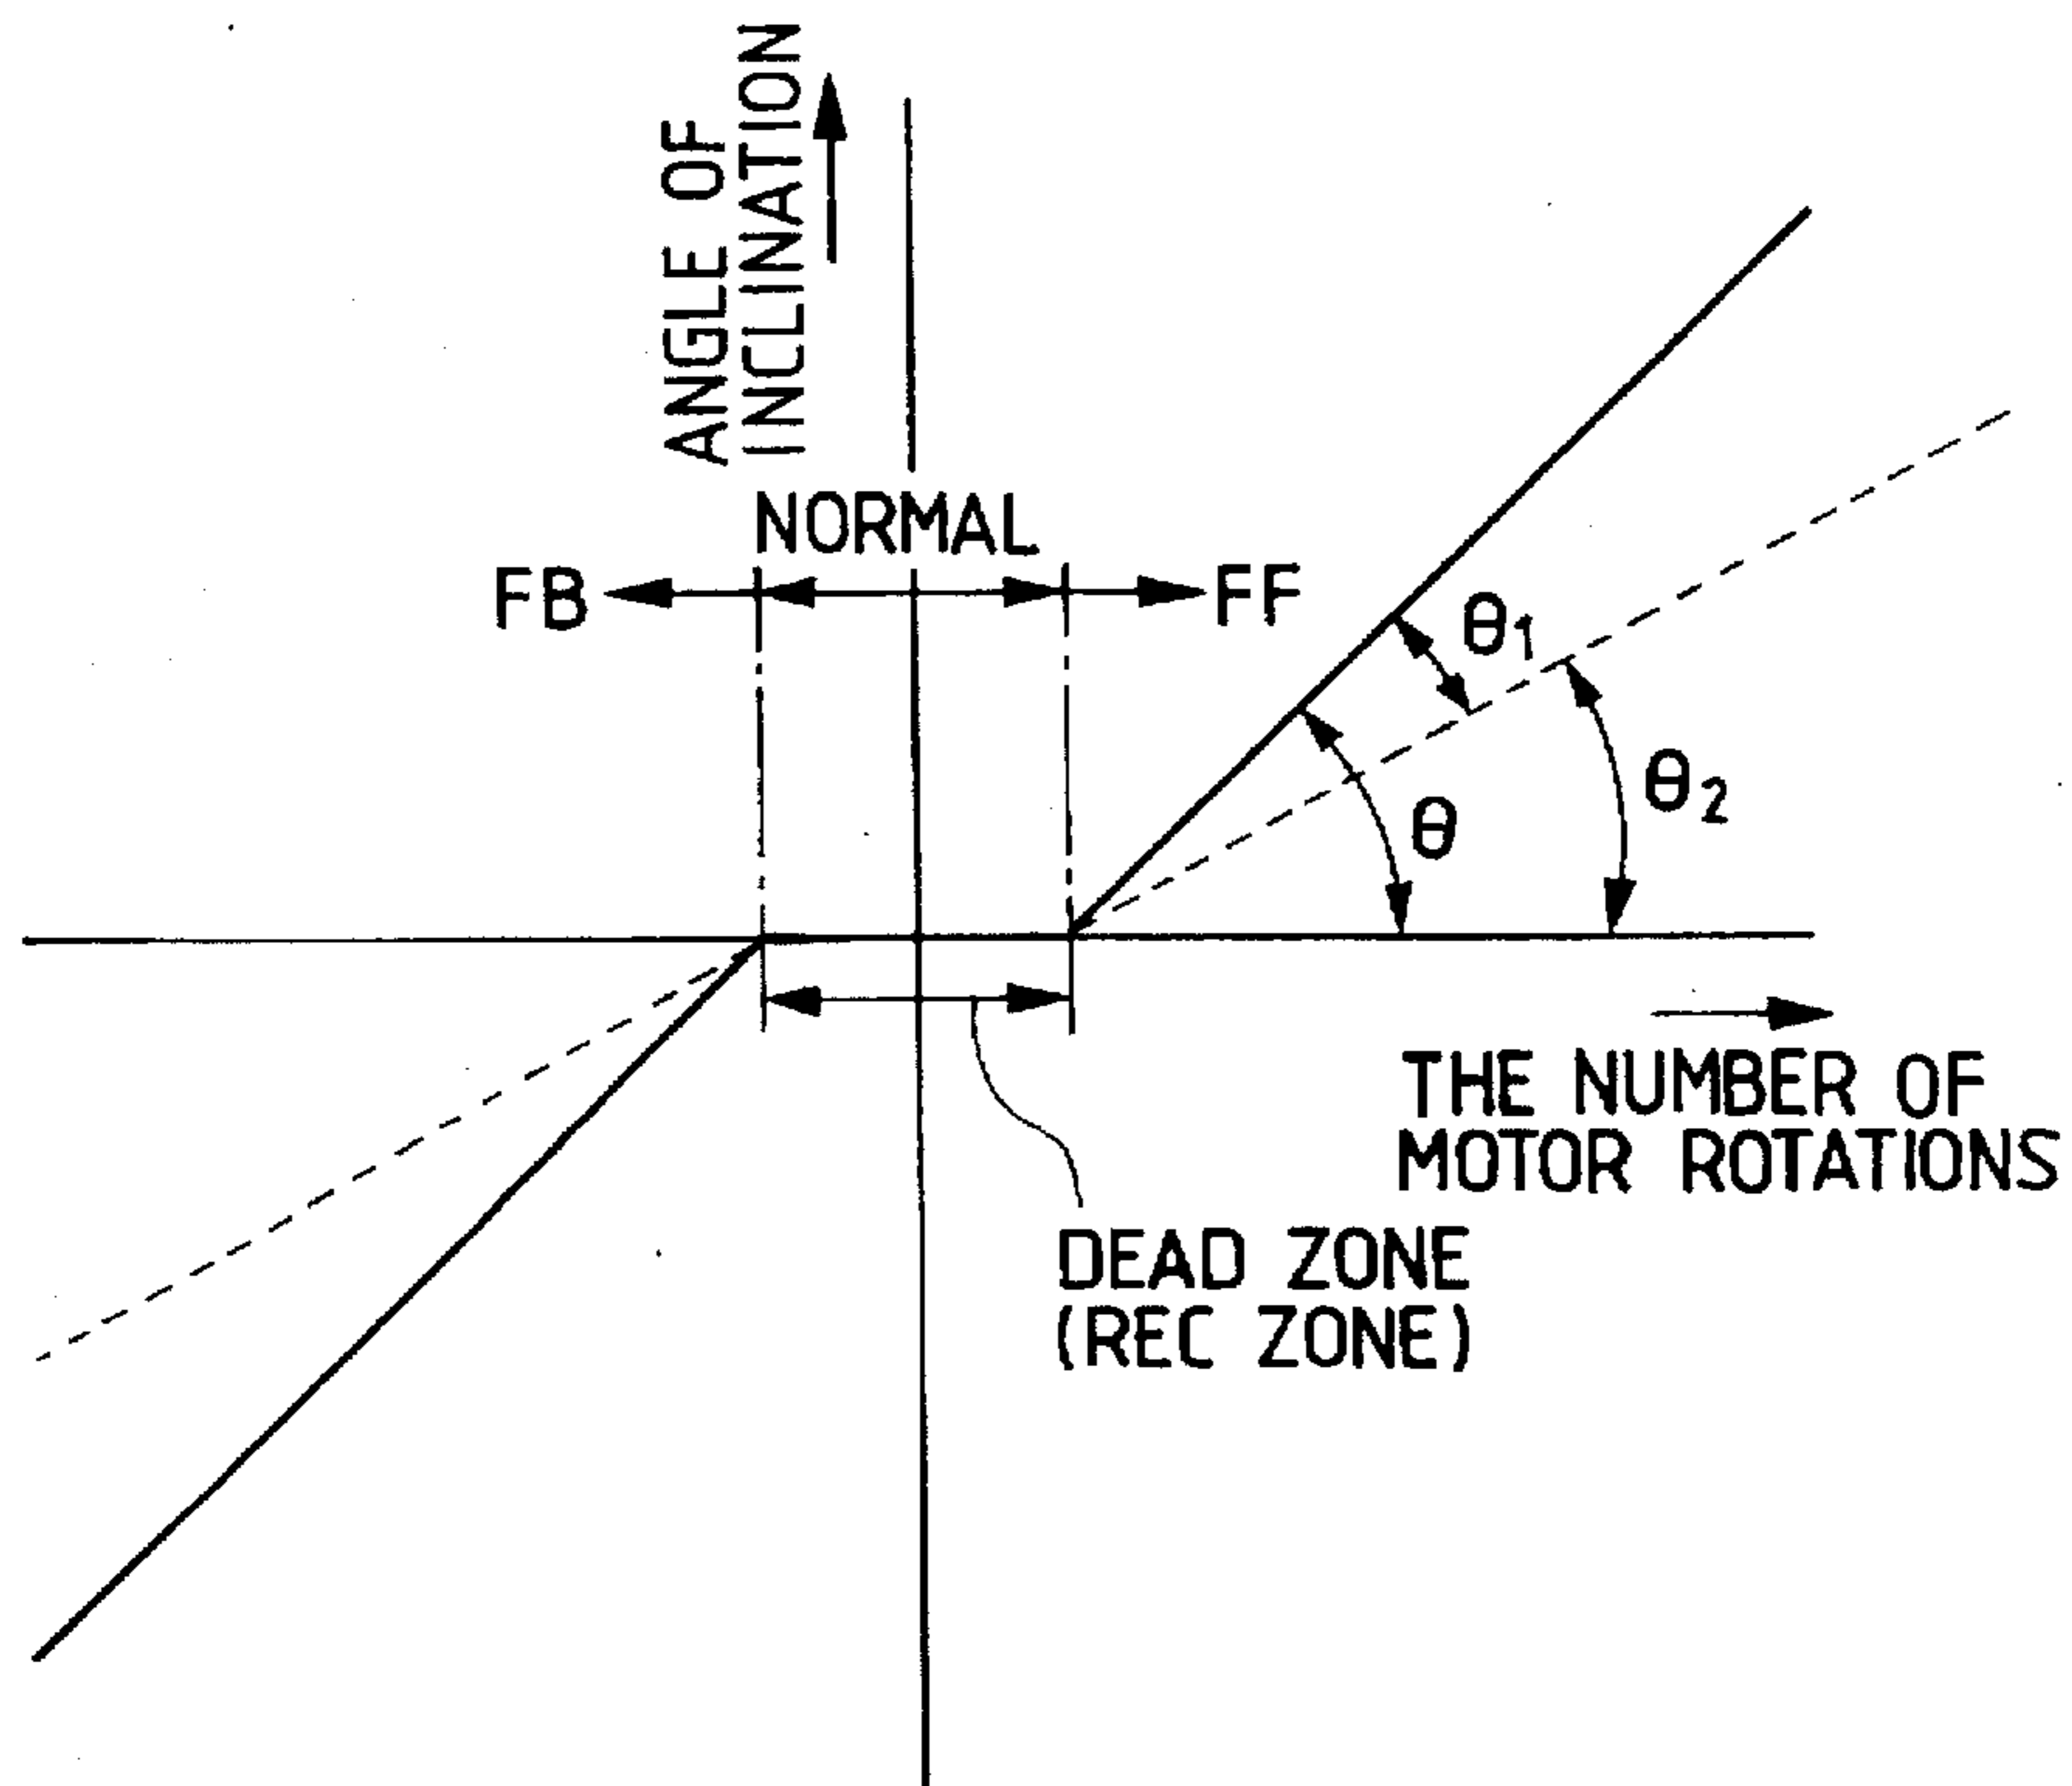 ANGLE OF
INCLINATION
NORMAL
FB
FF
θ1
θ2
θ
THE NUMBER OF
MOTOR ROTATIONS
DEAD ZONE
(REC ZONE)